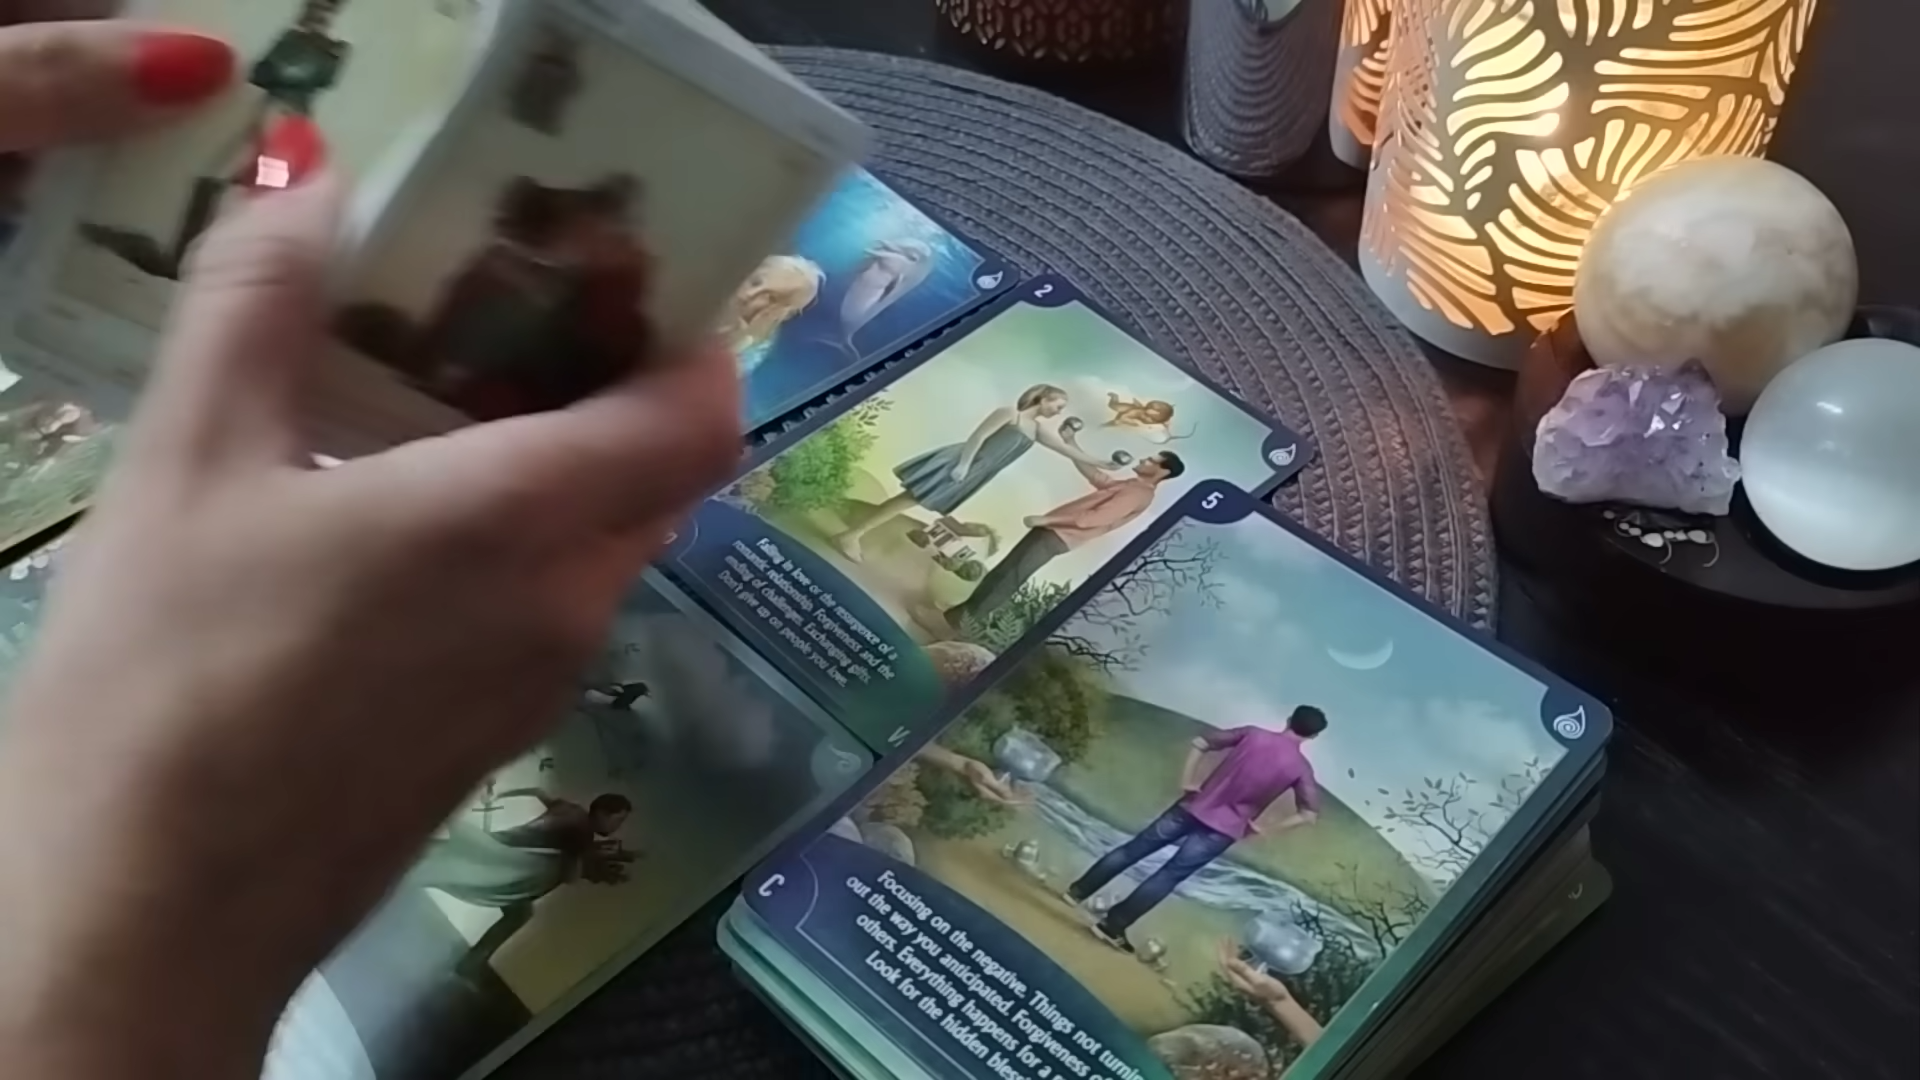 2
Falling in love or the resurgence of a
romantic relationship. Forgiveness and the
ending of challenges. Exchanging gifts.
Don't give up on people you love.
5
C
Focusing on the negative. Things not turning
out the way you anticipated. Forgiveness of
others. Everything happens for a
Look for the hidden